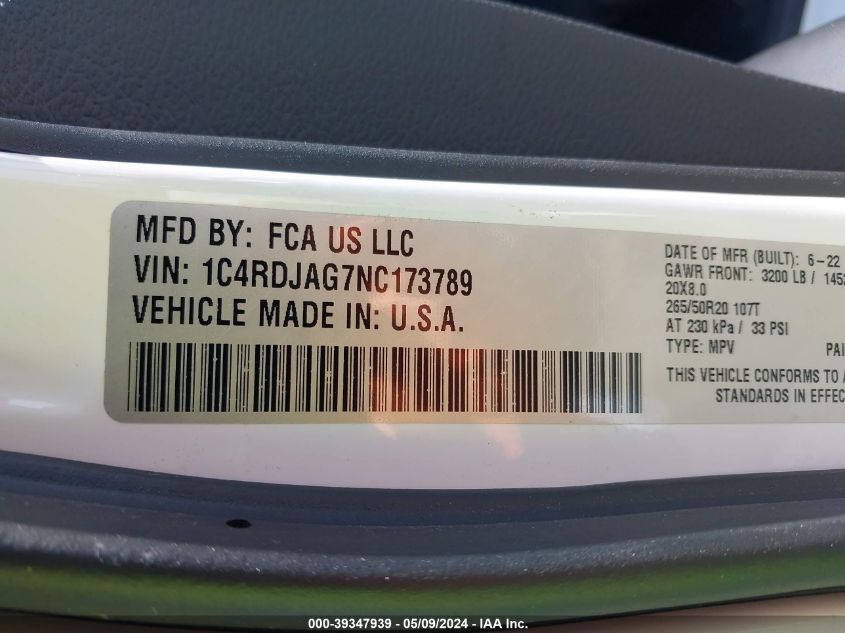 MFD BY: FCA US LLC
VIN: 1C4RDJAG7NC173789
VEHICLE MADE IN: U.S.A.
DATE OF MFR (BUILT): 6-22
GAWR FRONT: 3200 LB / 145
20X8.0
265/50R20 107T
AT 230 kPa / 33 PSI
TYPE: MPV PAI
THIS VEHICLE CONFORMS TO A
STANDARDS IN EFFEC
000-39347939 - 05/09/2024 - IAA Inc.